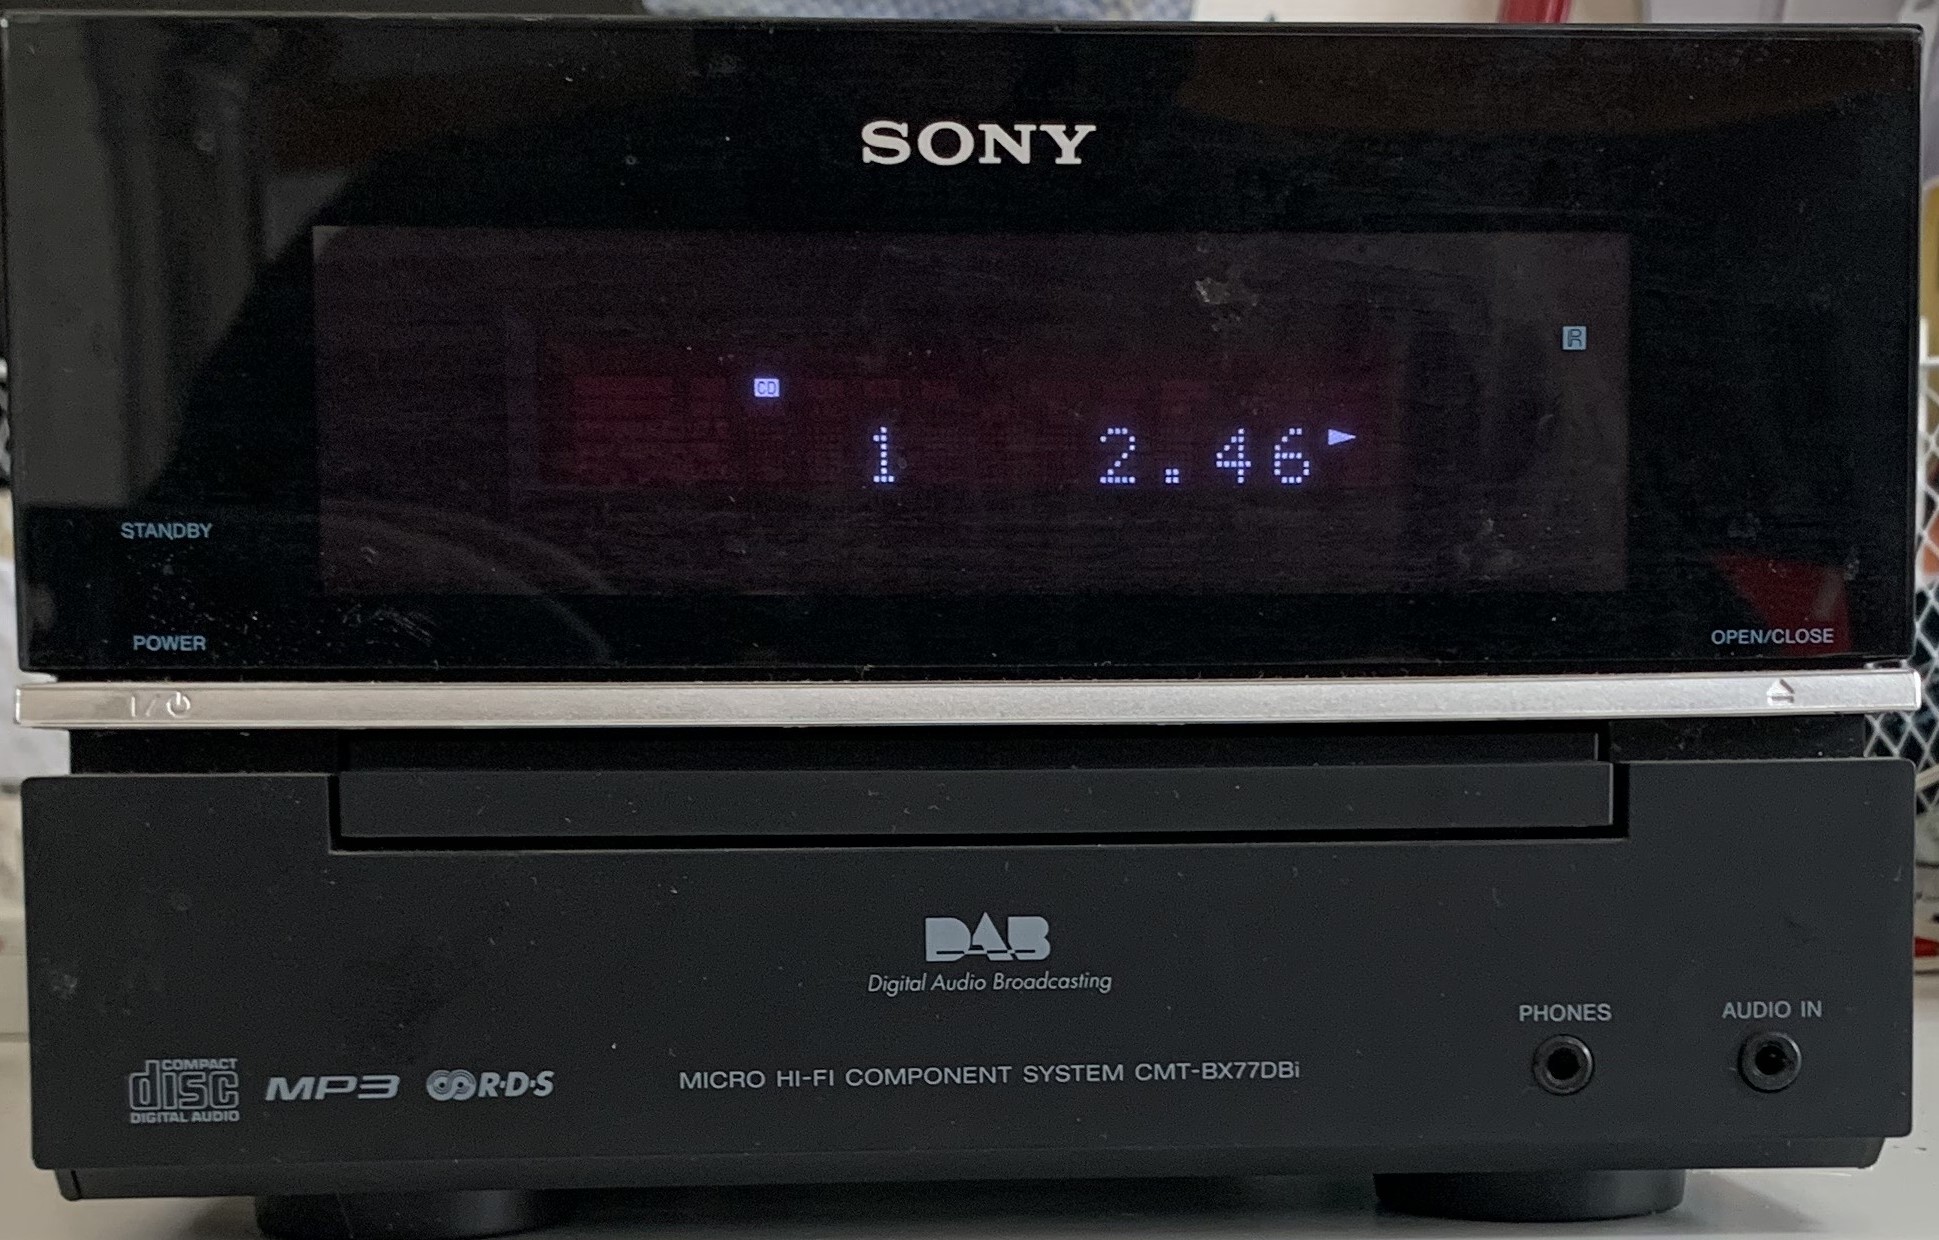 SONY
R
CD
1 2.46
STANDBY
POWER
OPEN/CLOSE
I/⏻
DAB
Digital Audio Broadcasting
PHONES
AUDIO IN
COMPACT
disc
DIGITAL AUDIO
MP3
R·D·S
MICRO HI-FI COMPONENT SYSTEM CMT-BX77DBi